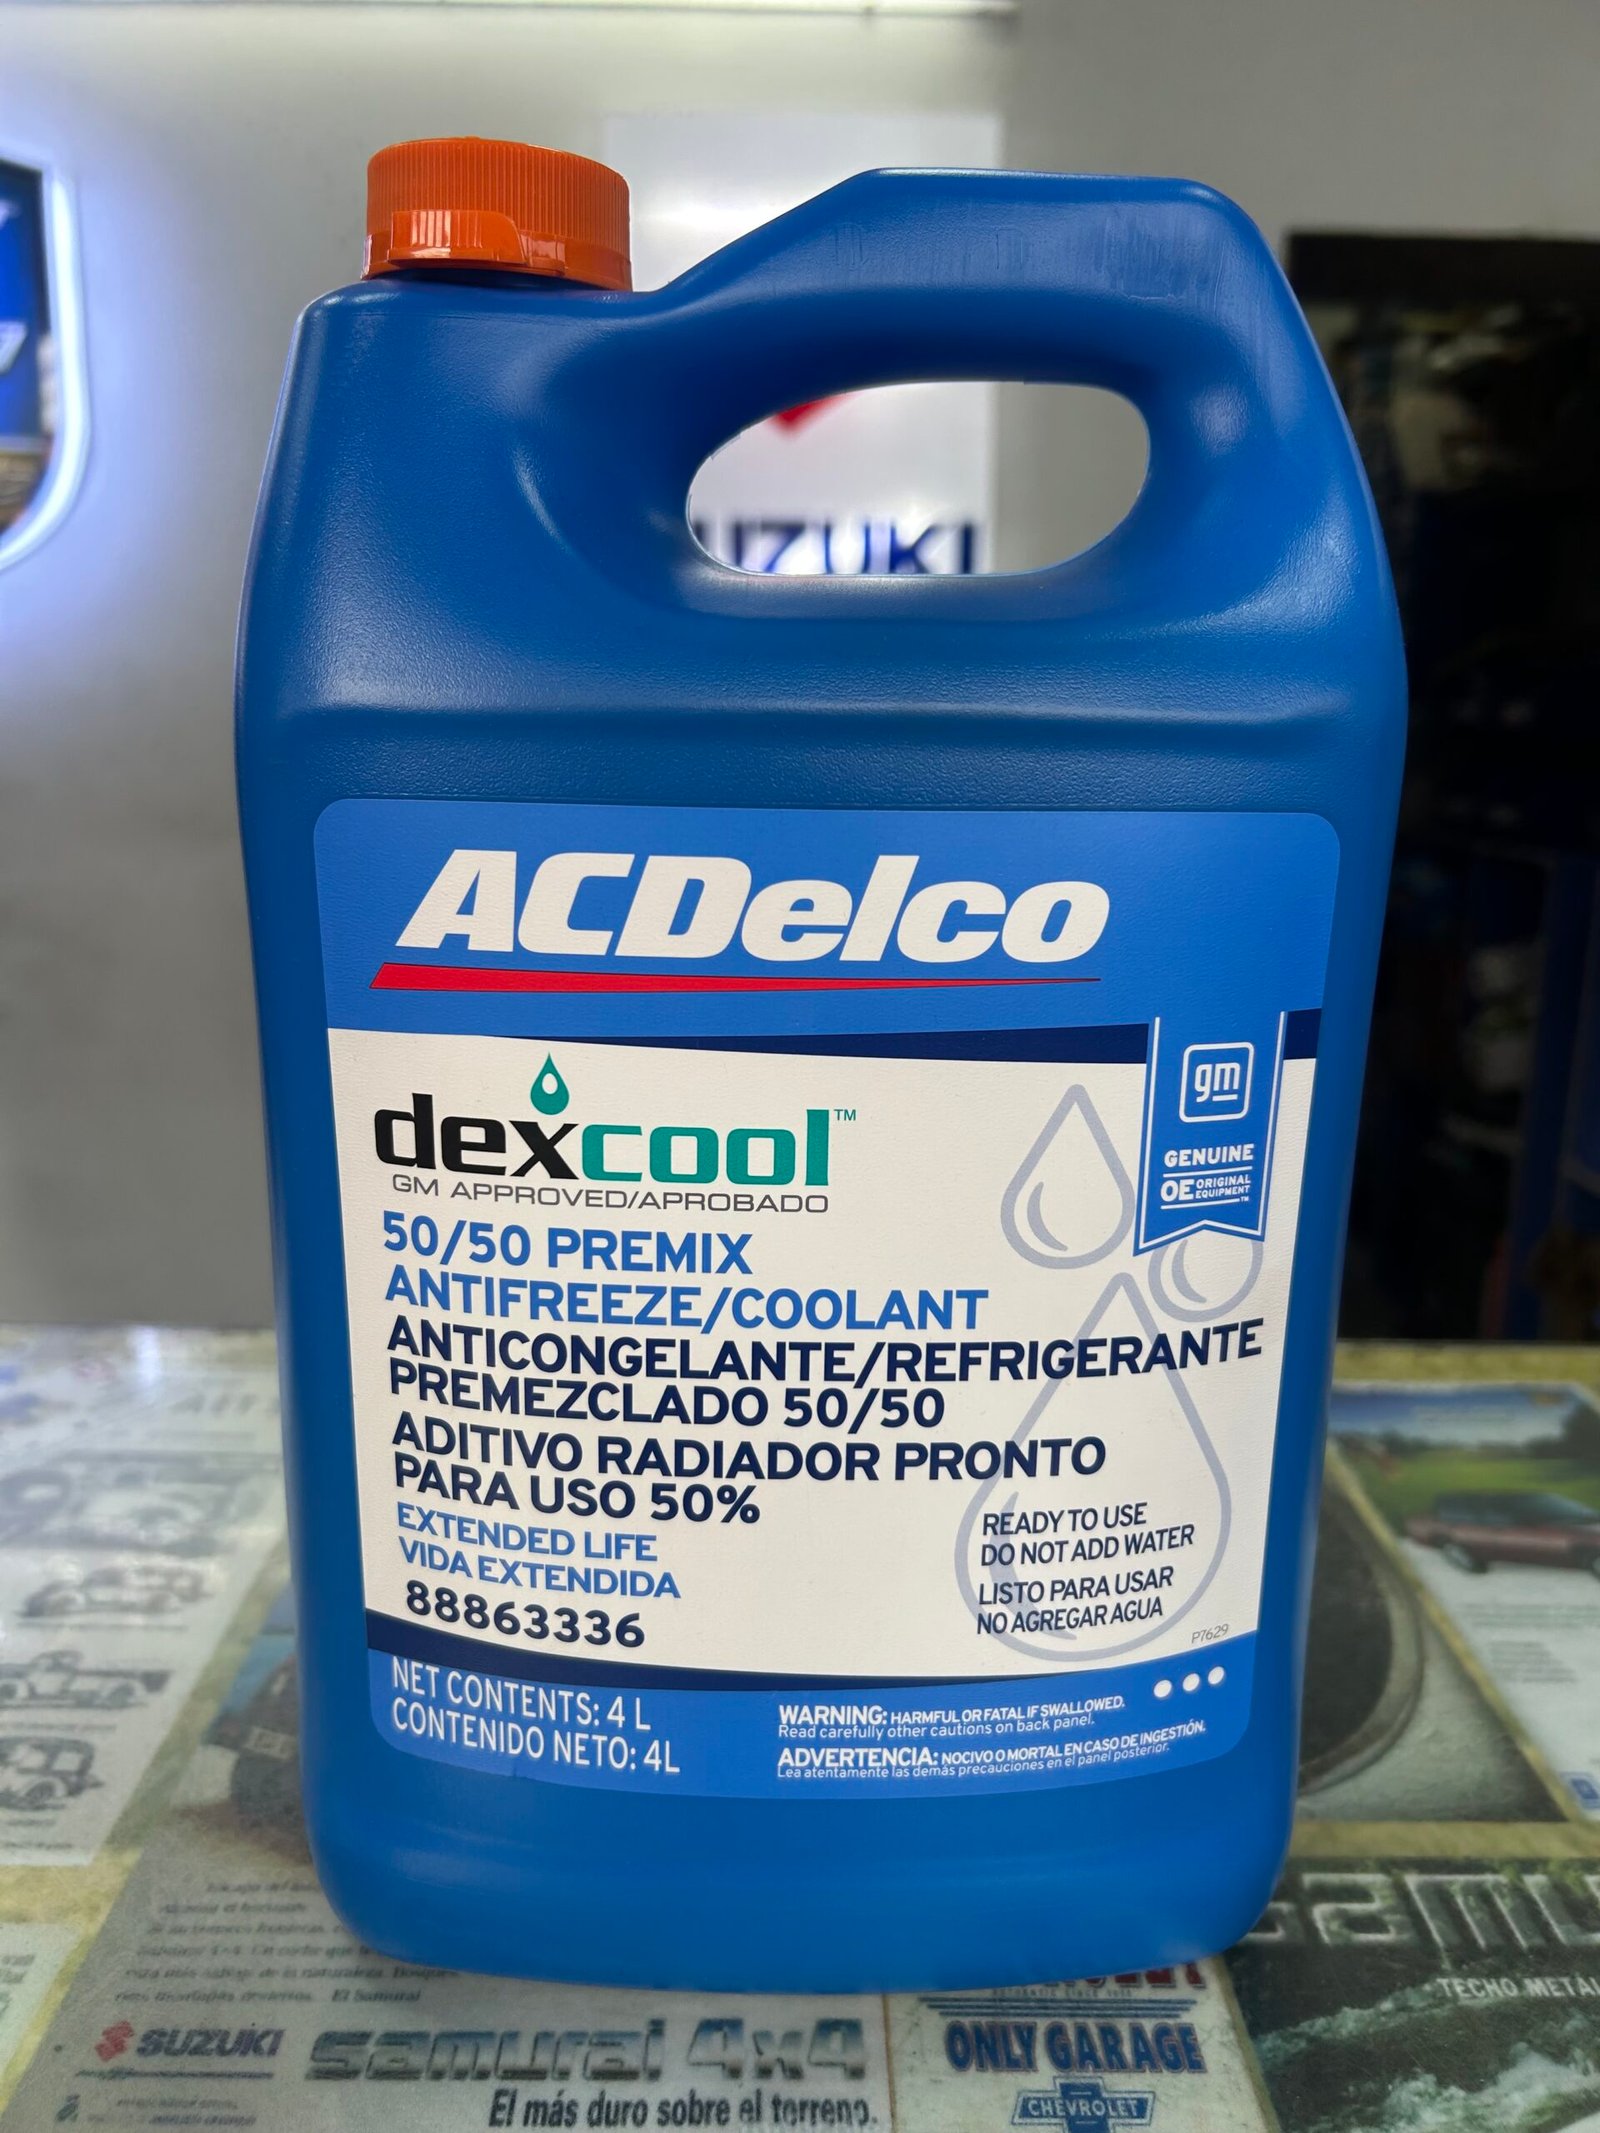 UZUKI
ACDelco
dexcool™
GM APPROVED/APROBADO
gm
GENUINE
OE ORIGINAL EQUIPMENT™
50/50 PREMIX
ANTIFREEZE/COOLANT
ANTICONGELANTE/REFRIGERANTE
PREMEZCLADO 50/50
ADITIVO RADIADOR PRONTO
PARA USO 50%
EXTENDED LIFE
VIDA EXTENDIDA
88863336
READY TO USE
DO NOT ADD WATER
LISTO PARA USAR
NO AGREGAR AGUA
P7629
NET CONTENTS: 4 L
CONTENIDO NETO: 4L
WARNING: HARMFUL OR FATAL IF SWALLOWED.
Read carefully other cautions on back panel.
ADVERTENCIA: NOCIVO O MORTAL EN CASO DE INGESTIÓN.
Lea atentamente las demás precauciones en el panel posterior.
TECHO METAL
SUZUKI
samurai 4x4
El más duro sobre el terreno.
ONLY GARAGE
CHEVROLET